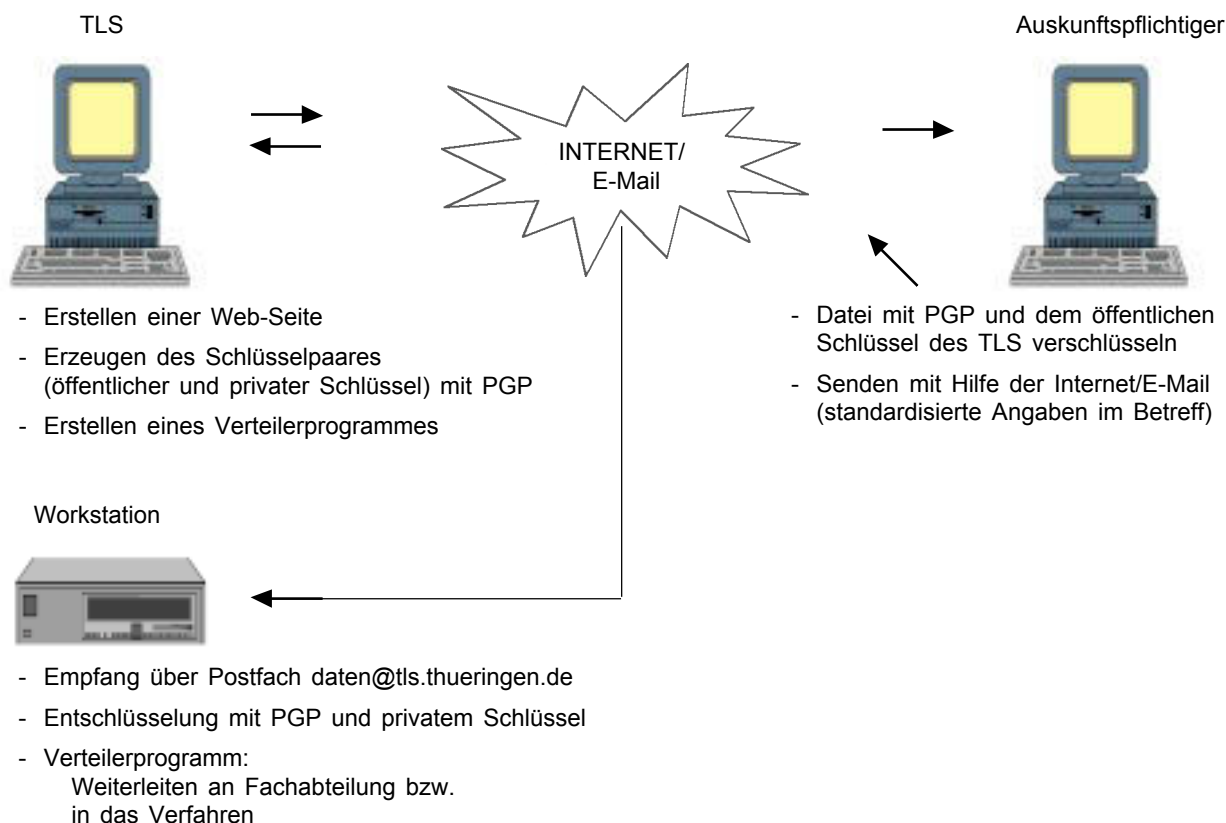 TLS
Auskunftspflichtiger
INTERNET/
E-Mail
- Erstellen einer Web-Seite
- Erzeugen des Schlüsselpaares
(öffentlicher und privater Schlüssel) mit PGP
- Erstellen eines Verteilerprogrammes
- Datei mit PGP und dem öffentlichen
Schlüssel des TLS verschlüsseln
- Senden mit Hilfe der Internet/E-Mail
(standardisierte Angaben im Betreff)
Workstation
- Empfang über Postfach daten@tls.thueringen.de
- Entschlüsselung mit PGP und privatem Schlüssel
- Verteilerprogramm:
Weiterleiten an Fachabteilung bzw.
in das Verfahren